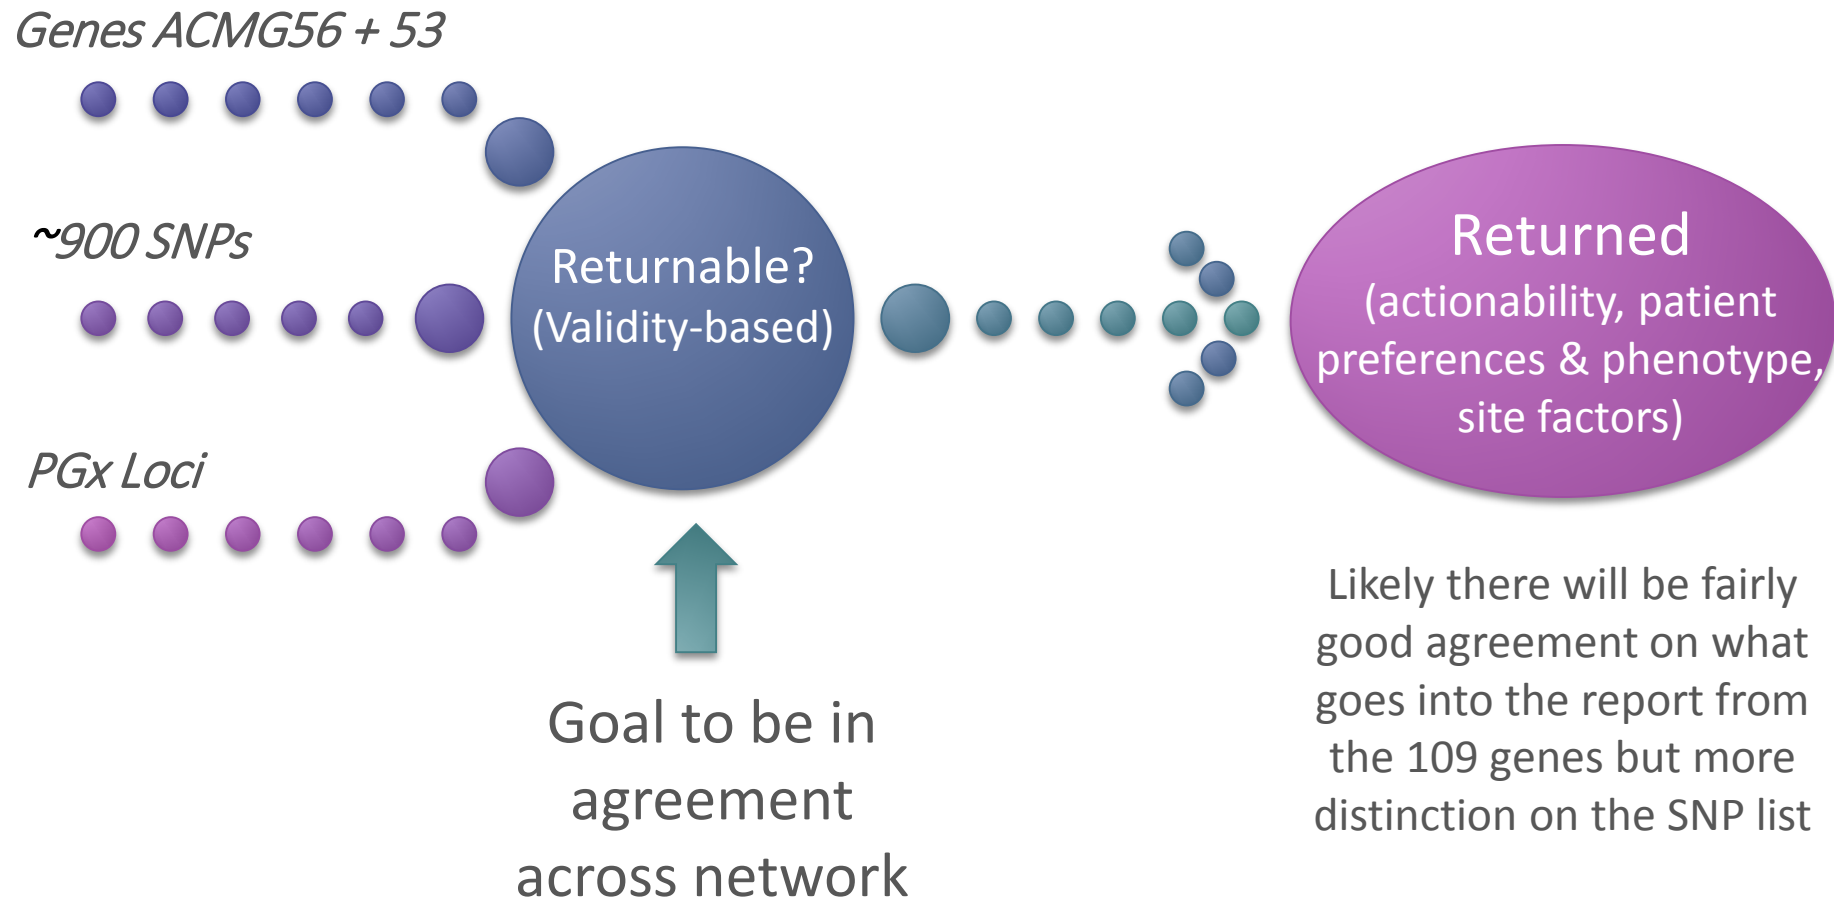 Genes ACMG56 + 53
~900 SNPs
PGx Loci
Returnable?
(Validity-based)
Goal to be in
agreement
across network
Returned
(actionability, patient
preferences & phenotype,
site factors)
Likely there will be fairly
good agreement on what
goes into the report from
the 109 genes but more
distinction on the SNP list